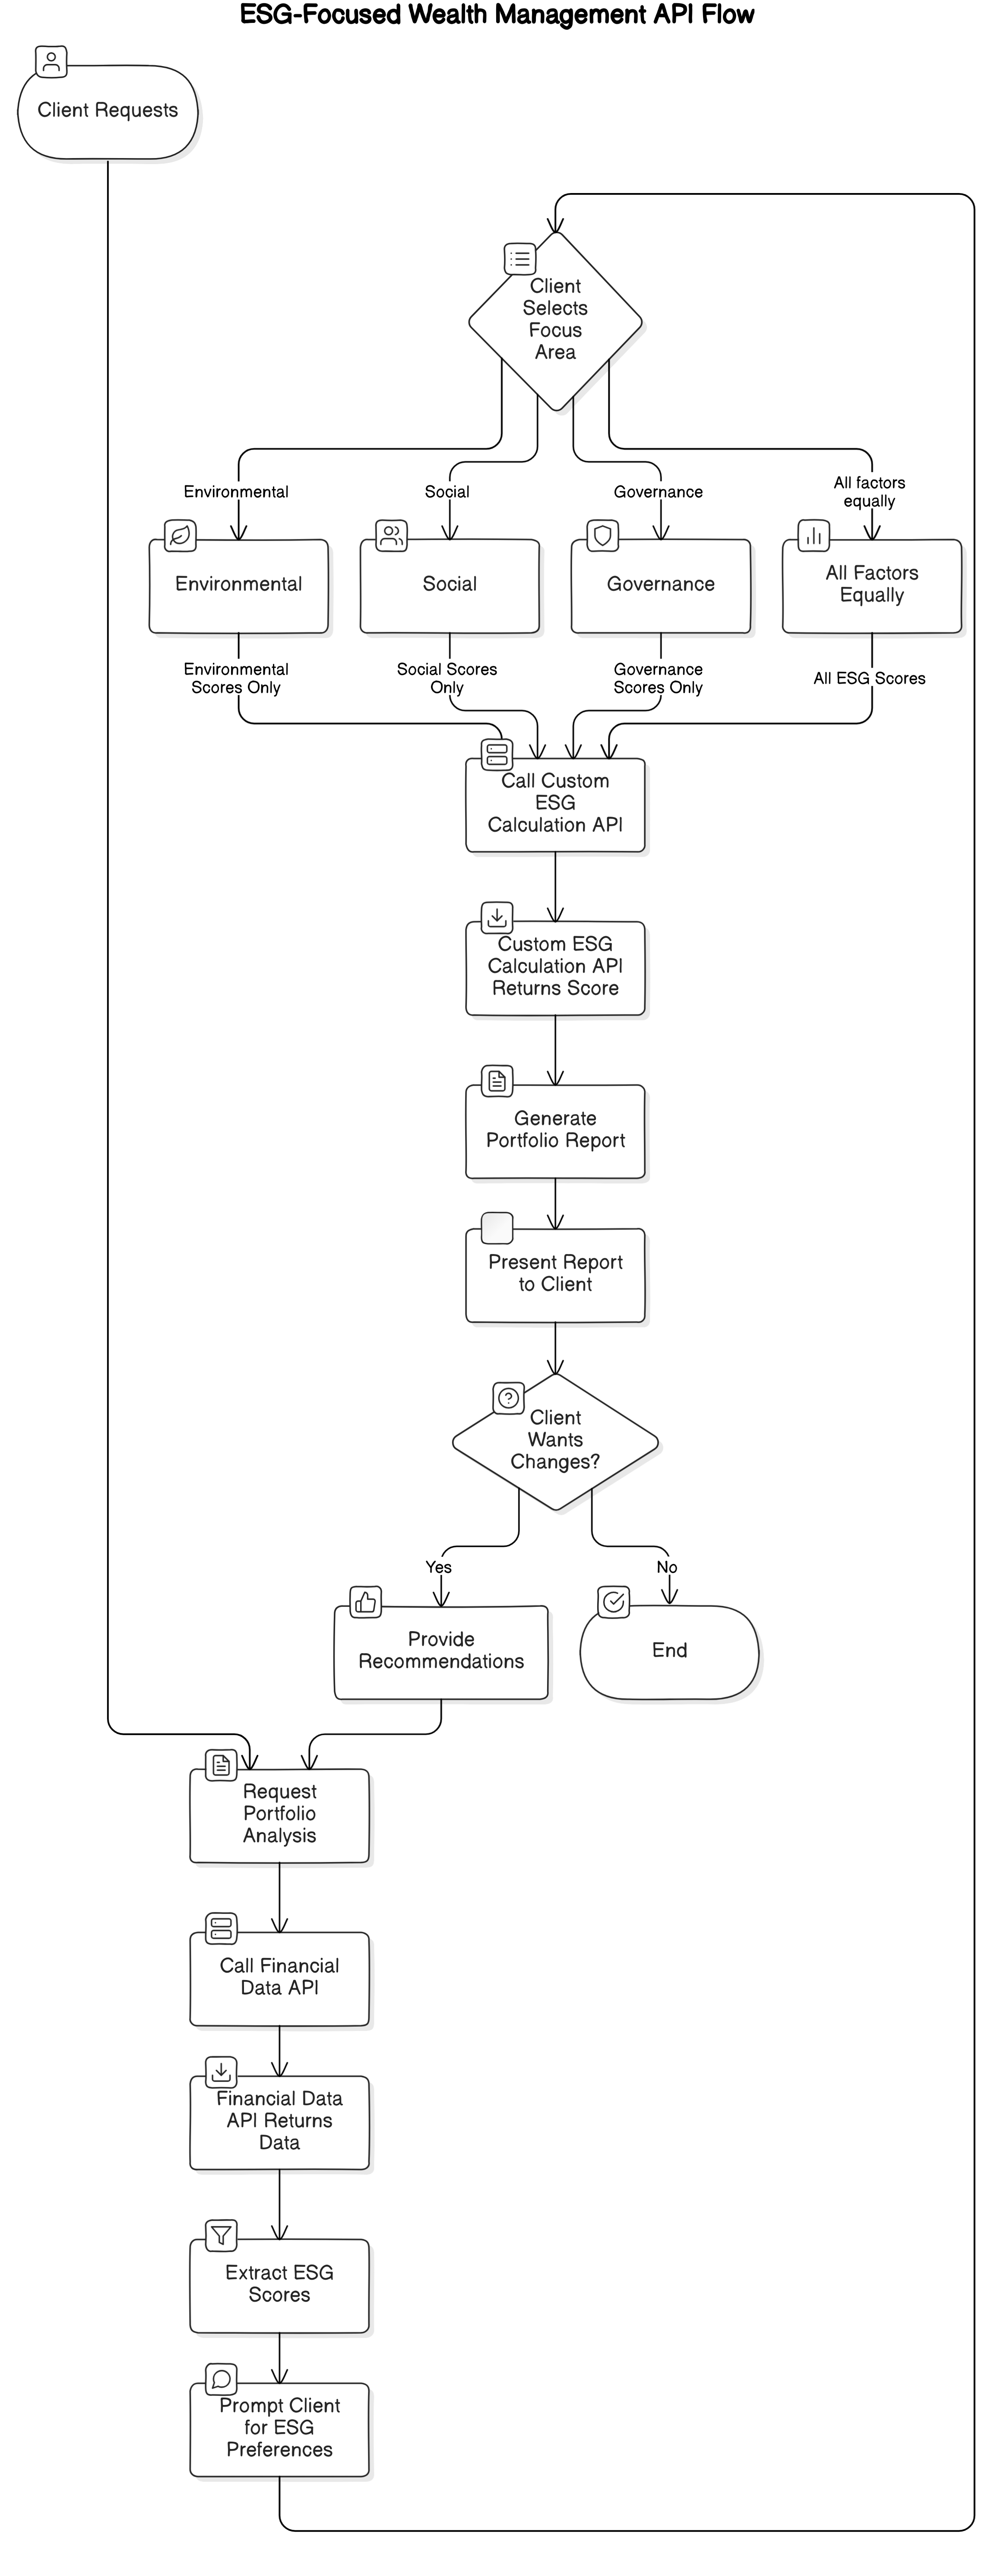 ESG-Focused Wealth Management API Flow
Client Requests
Client
Selects
Focus
Area
Environmental
Social
Governance
All factors
equally
Environmental
Social
Governance
All Factors
Equally
Environmental
Scores Only
Social Scores
Only
Governance
Scores Only
All ESG Scores
Call Custom
ESG
Calculation API
Custom ESG
Calculation API
Returns Score
Generate
Portfolio Report
Present Report
to Client
Client
Wants
Changes?
Yes
No
Provide
Recommendations
End
Request
Portfolio
Analysis
Call Financial
Data API
Financial Data
API Returns
Data
Extract ESG
Scores
Prompt Client
for ESG
Preferences